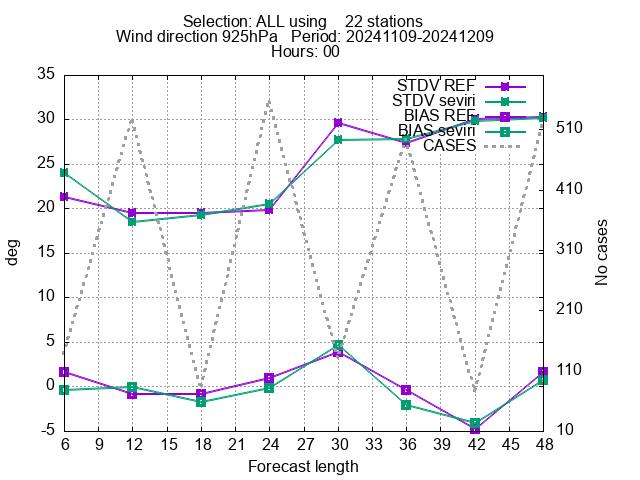 Selection: ALL using 22 stations
Wind direction 925hPa Period: 20241109-20241209
Hours: 00
STDV REF
STDV seviri
BIAS REF
BIAS seviri
CASES
35
30
25
20
15
10
5
0
-5
deg
510
410
310
210
110
10
No cases
6 9 12 15 18 21 24 27 30 33 36 39 42 45 48
Forecast length